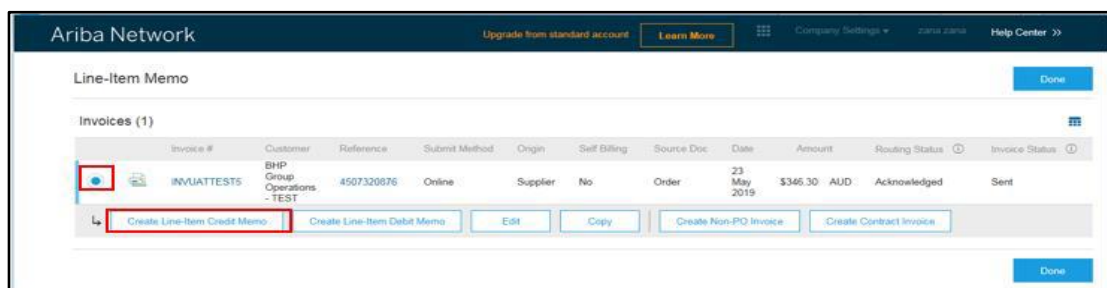 Ariba Network Upgrade from standard account Learn More Company Settings zana zana Help Center >>
Line-Item Memo Done
Invoices (1)
Invoice # Customer Reference Submit Method Origin Self Billing Source Doc Date Amount Routing Status Invoice Status
INVUATTEST5 BHP Group Operations - TEST 4507320876 Online Supplier No Order 23 May 2019 $346.30 AUD Acknowledged Sent
Create Line-Item Credit Memo Create Line-Item Debit Memo Edit Copy Create Non-PO Invoice Create Contract Invoice
Done